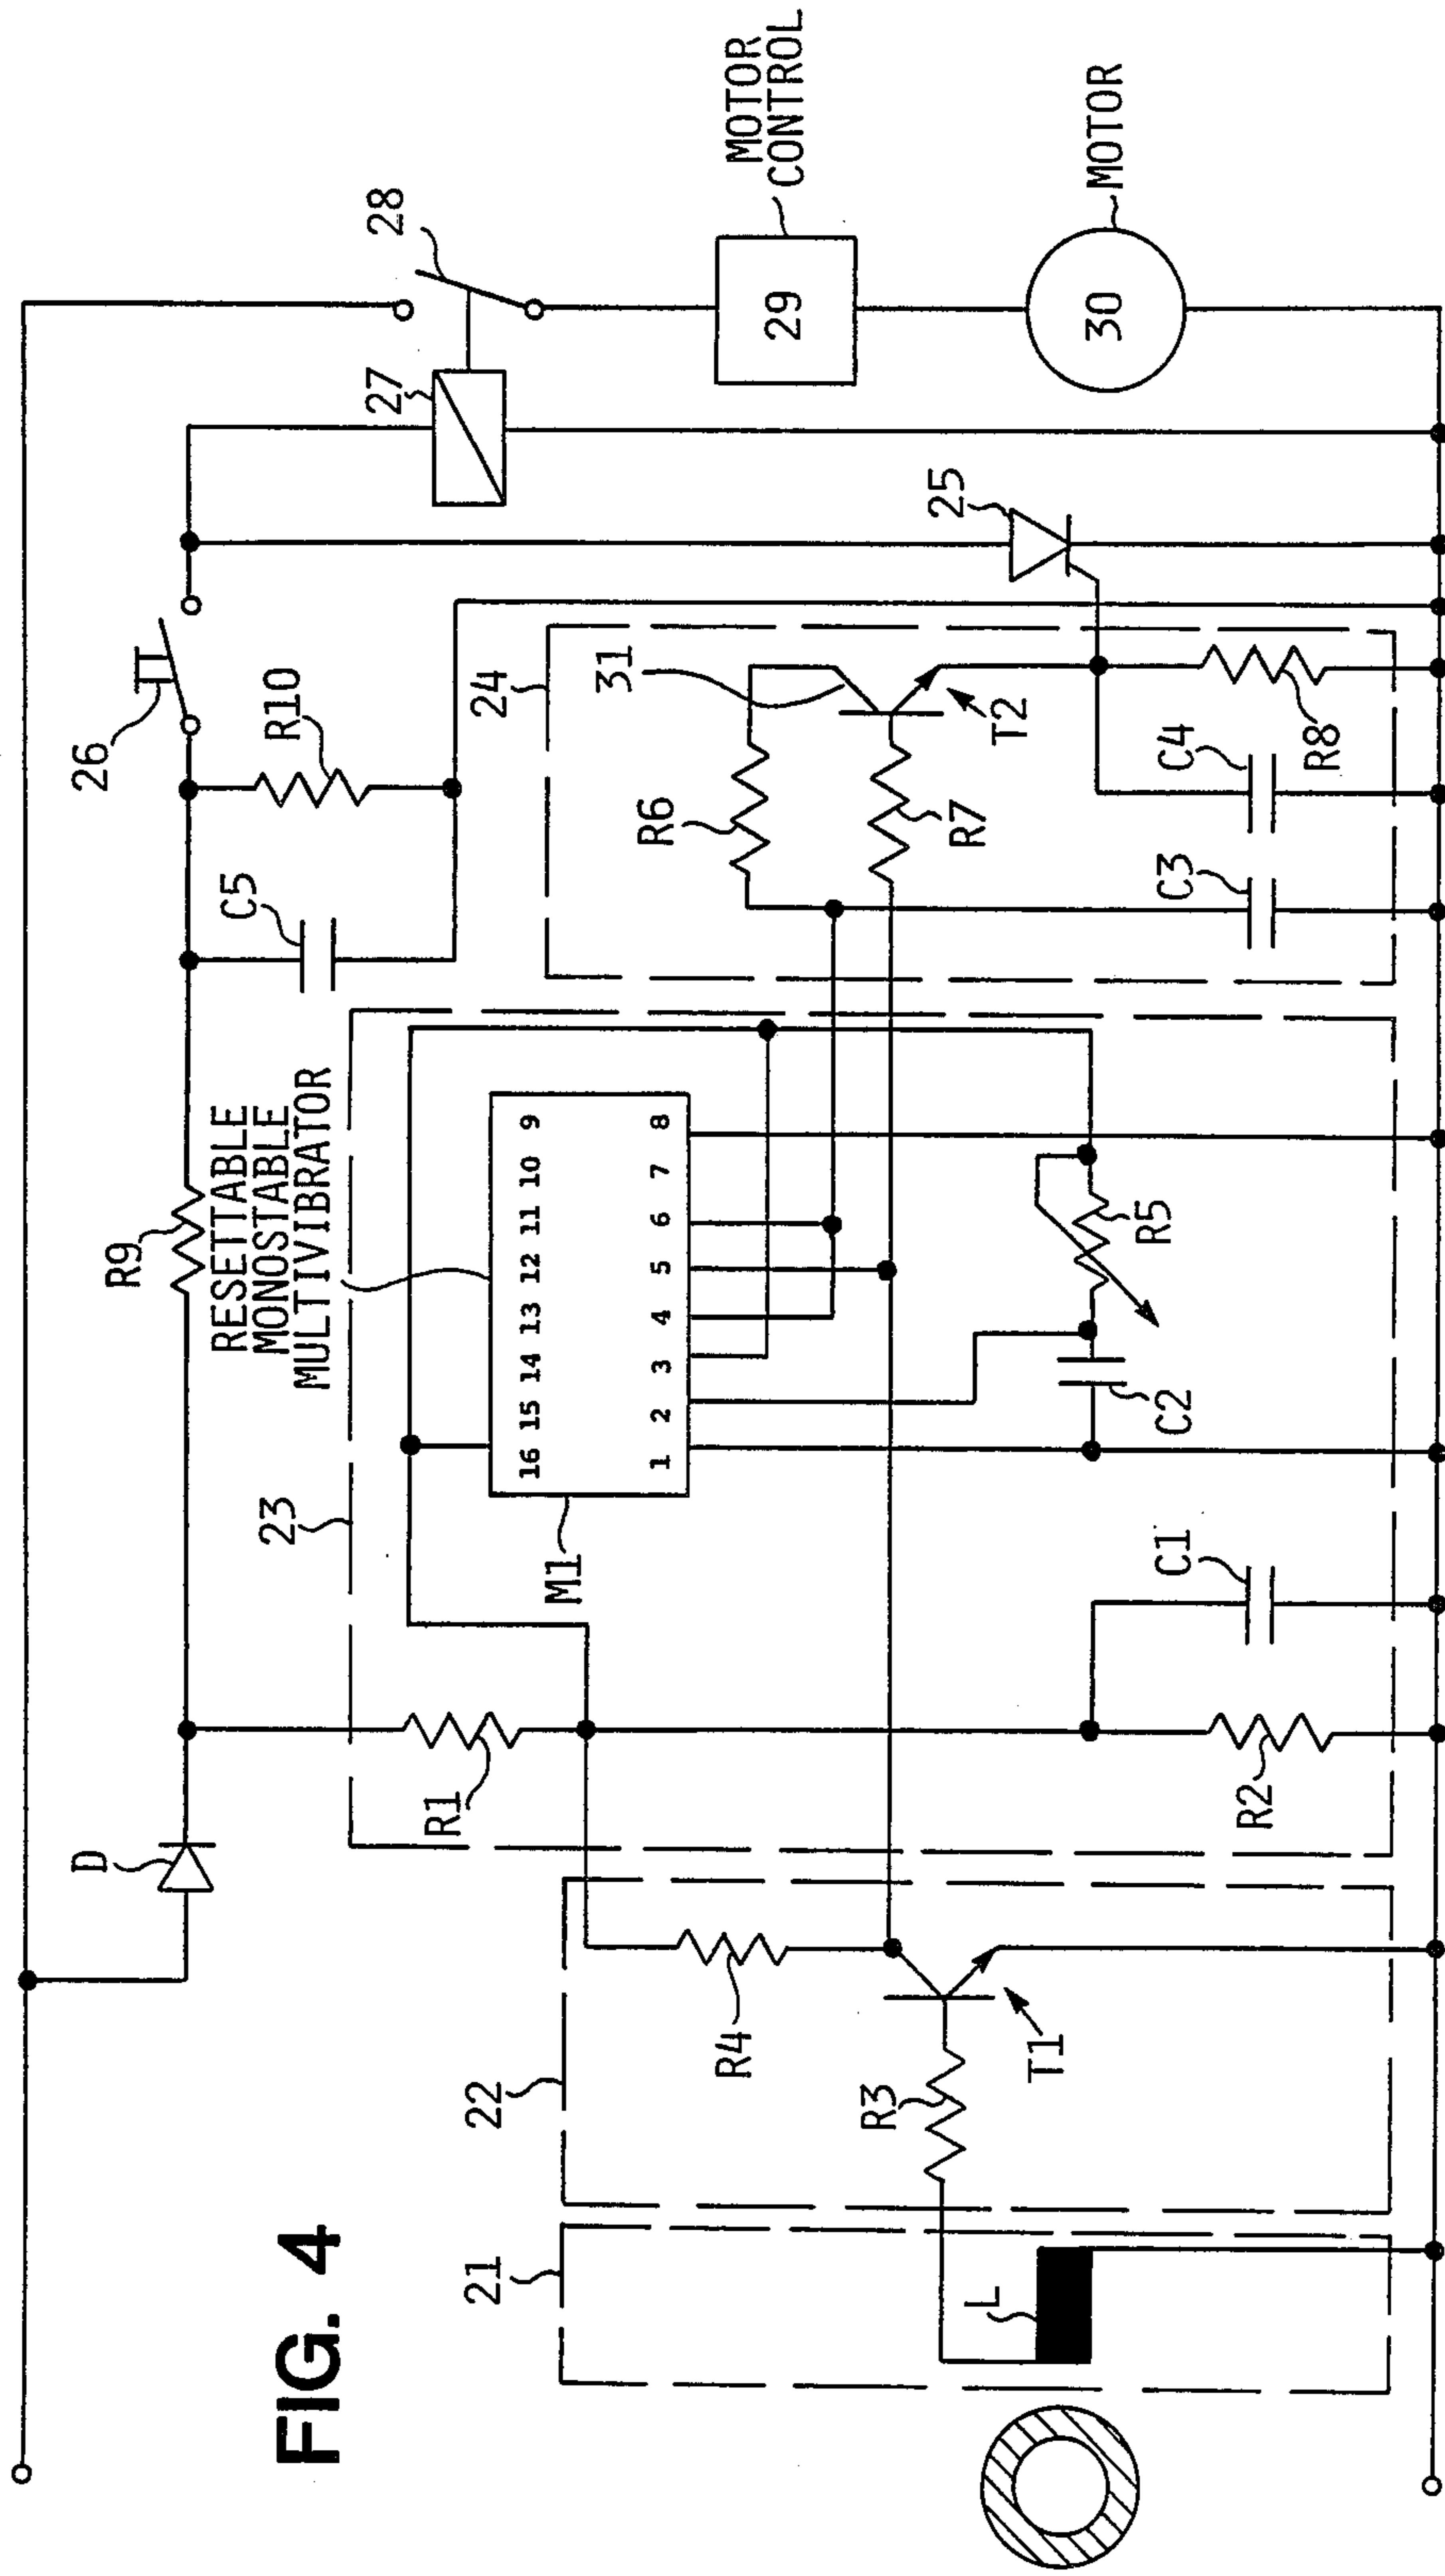 FIG. 4
D
R9
RESETTABLE
MONOSTABLE
MULTIVIBRATOR
C5
R10
26
27
28
29
MOTOR
CONTROL
30
MOTOR
21
L
22
R3
R4
T1
23
R1
R2
C1
M1
16 15 14 13 12 11 10 9
1 2 3 4 5 6 7 8
C2
R5
24
R6
R7
31
T2
C3
C4
R8
25